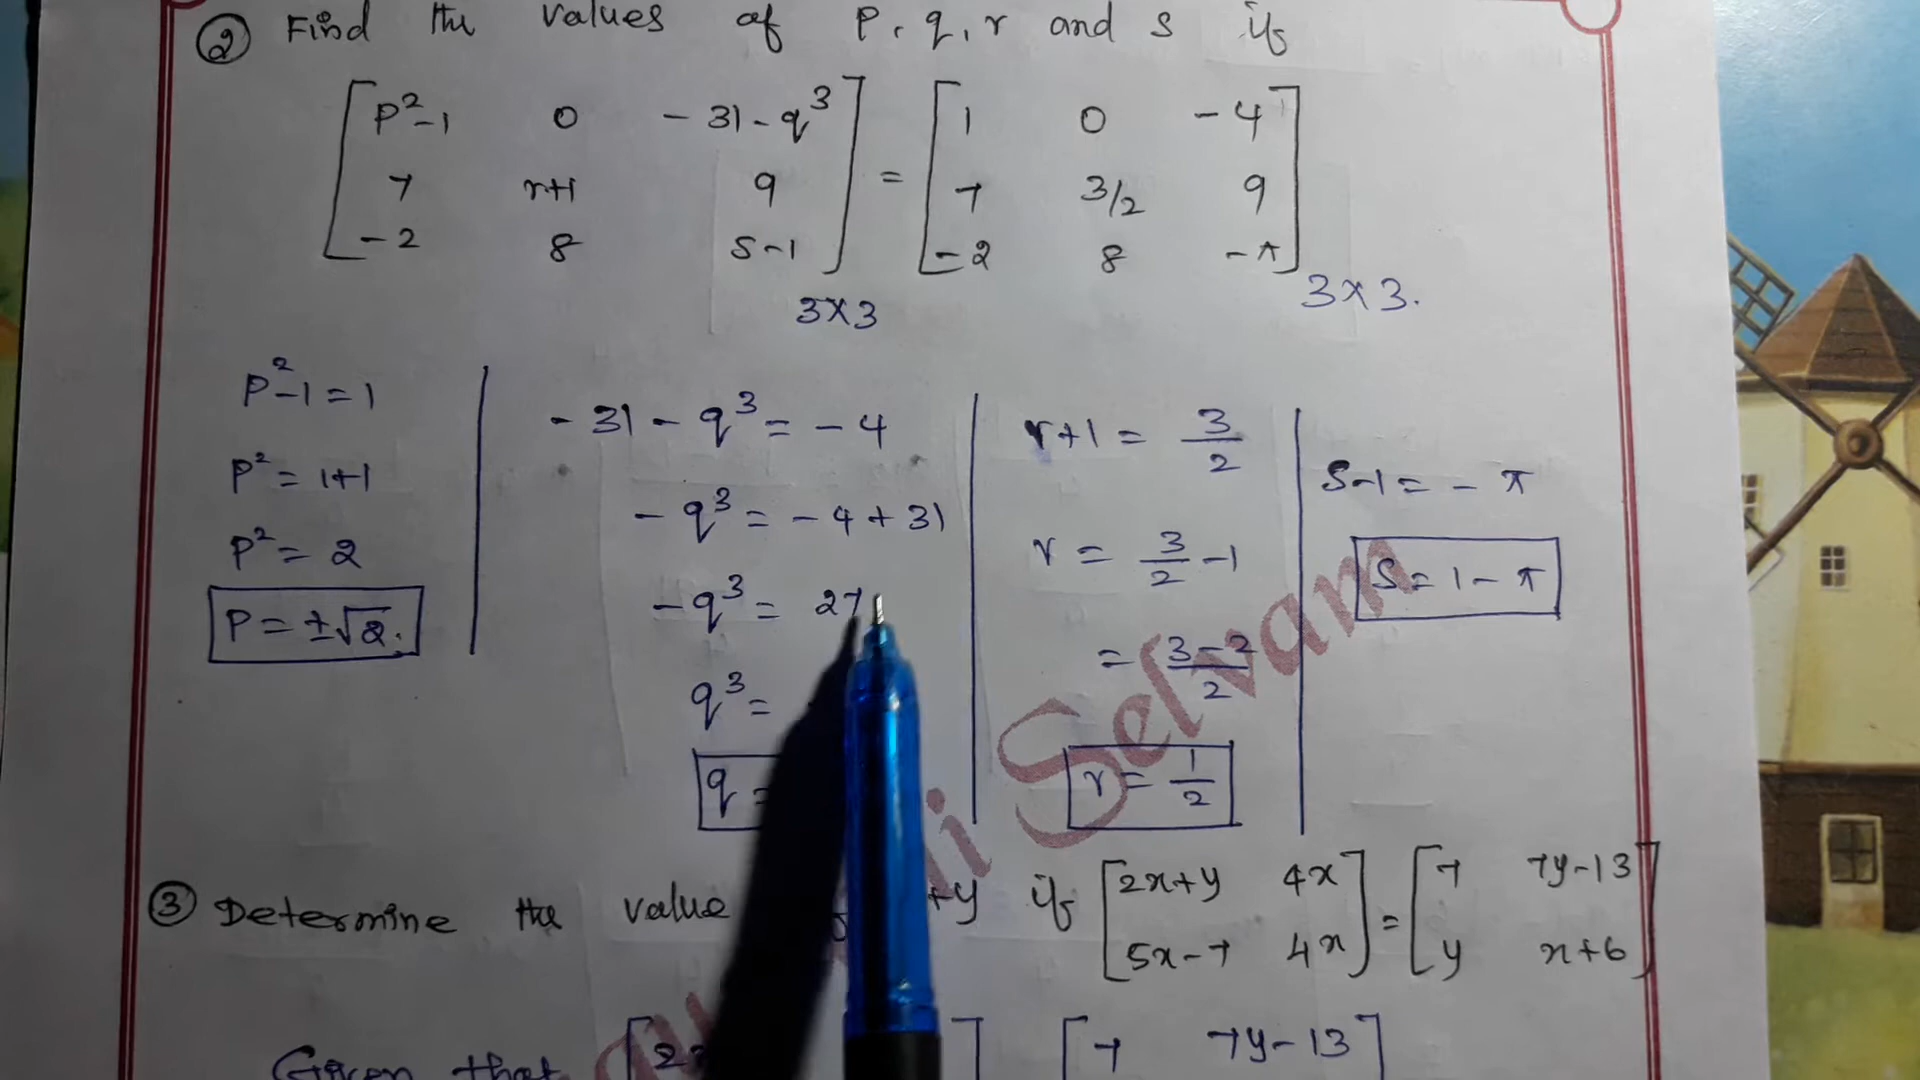 ② Find the values of P, q, r and s if
[P²-1 0 -31-q³] = [1 0 -4]
[7 r+1 9] [7 3/2 9]
[-2 8 s-1] [-2 8 -π]
3×3 3×3.
P²-1=1
P²=1+1
P²=2
P=±√2.
-31-q³=-4
-q³=-4+31
-q³=27
q³=
q=
r+1=3/2
r=3/2-1
=3-2/2
r=1/2
s-1=-π
s=1-π
Selvam
③ Determine the value +y if [2x+y 4x] = [7 7y-13]
[5x-7 4x] [y x+6]
Given that [2x ] [7 7y-13]